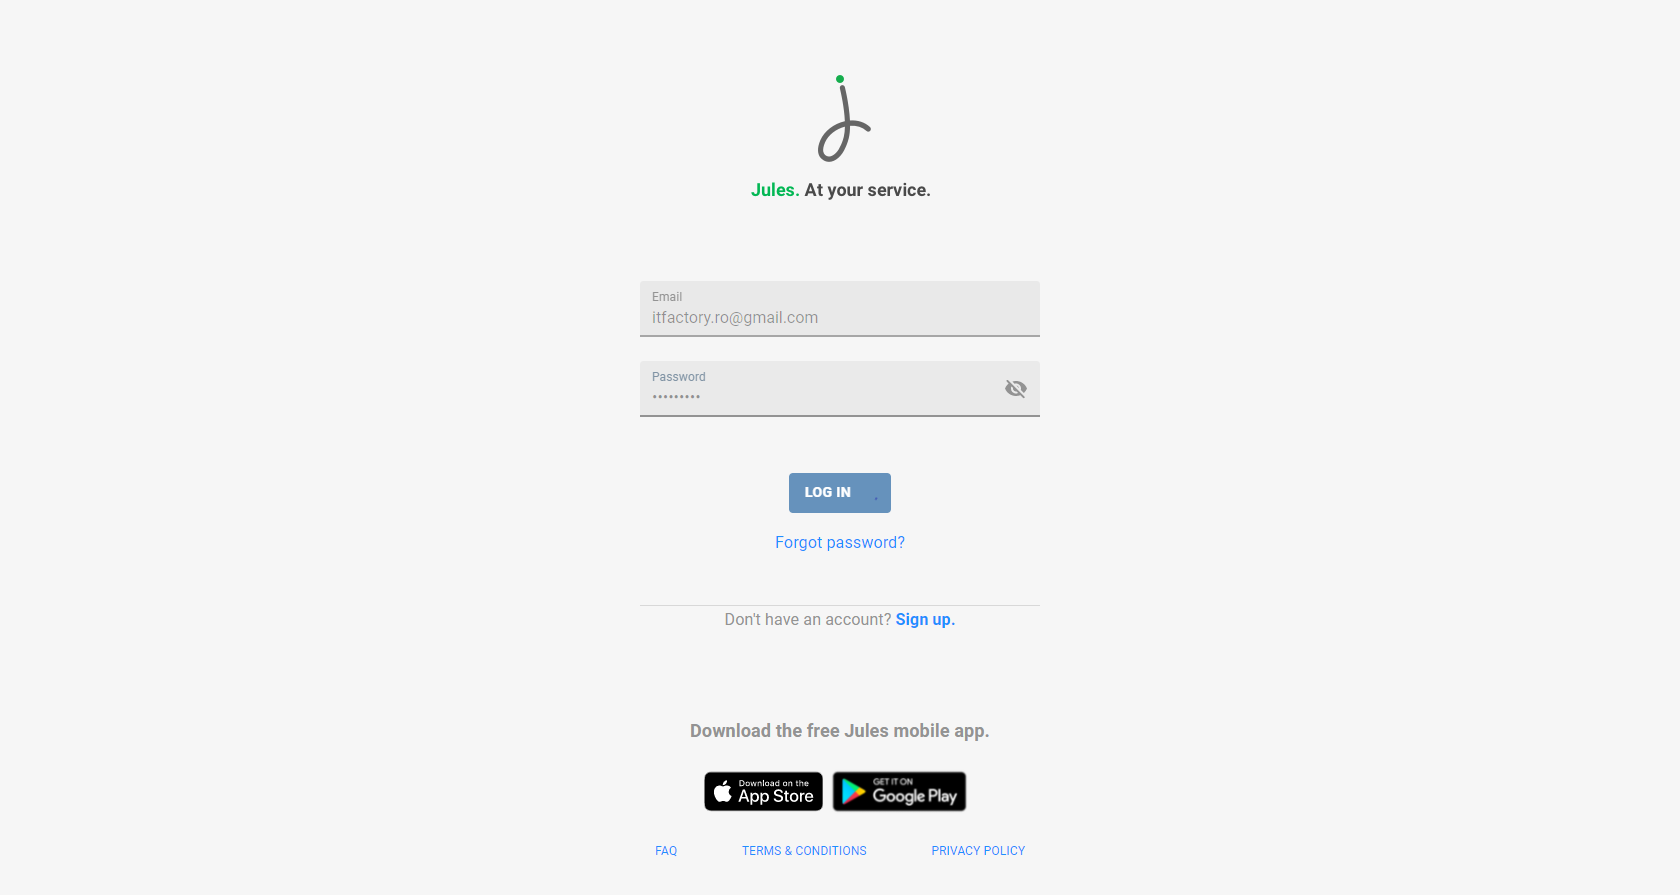 Jules. At your service.
Email
itfactory.ro@gmail.com
Password
•••••••••
LOG IN
Forgot password?
Don't have an account? Sign up.
Download the free Jules mobile app.
Download on the
App Store
GET IT ON
Google Play
FAQ TERMS & CONDITIONS PRIVACY POLICY